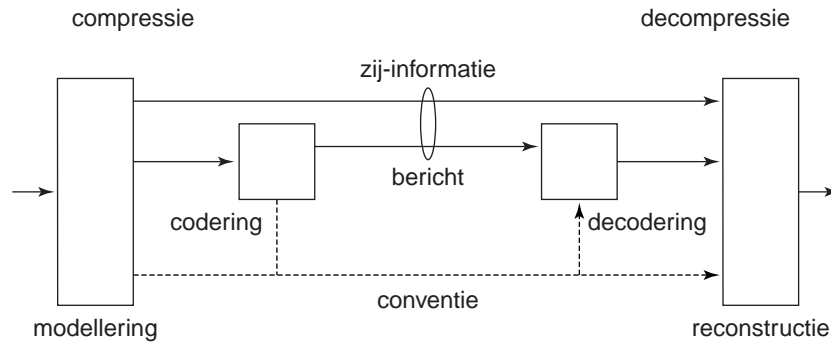 compressie
decompressie
zij-informatie
bericht
codering
decodering
conventie
modellering
reconstructie